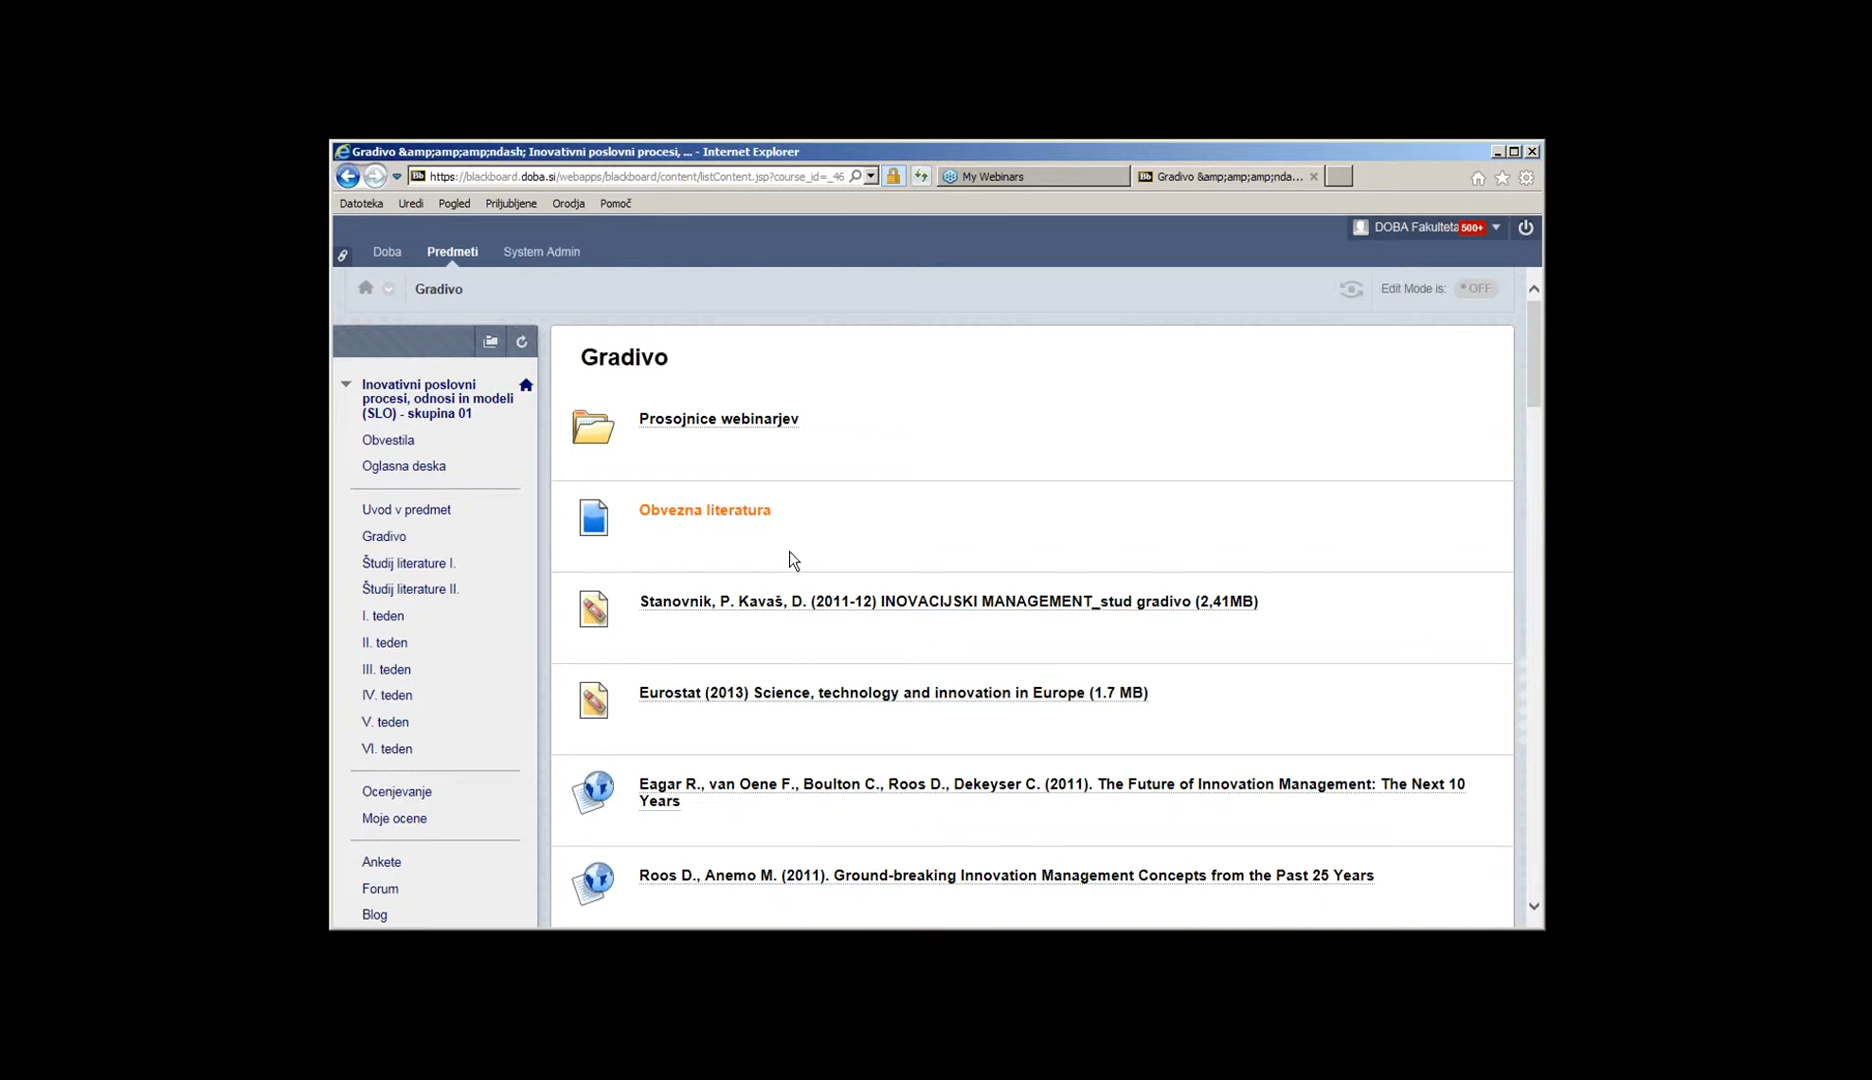 Gradivo &amp;amp;amp;ndash; Inovativni poslovni procesi, ... - Internet Explorer
https://blackboard.doba.si/webapps/blackboard/content/listContent.jsp?course_id=_46
My Webinars
Gradivo &amp;amp;amp;nda...
Datoteka Uredi Pogled Priljubljene Orodja Pomoč
DOBA Fakulteta 500+
Doba Predmeti System Admin
Gradivo
Edit Mode is: OFF
Inovativni poslovni
procesi, odnosi in modeli
(SLO) - skupina 01
Obvestila
Oglasna deska
Uvod v predmet
Gradivo
Študij literature I.
Študij literature II.
I. teden
II. teden
III. teden
IV. teden
V. teden
VI. teden
Ocenjevanje
Moje ocene
Ankete
Forum
Blog
Gradivo
Prosojnice webinarjev
Obvezna literatura
Stanovnik, P. Kavaš, D. (2011-12) INOVACIJSKI MANAGEMENT_stud gradivo (2,41MB)
Eurostat (2013) Science, technology and innovation in Europe (1.7 MB)
Eagar R., van Oene F., Boulton C., Roos D., Dekeyser C. (2011). The Future of Innovation Management: The Next 10
Years
Roos D., Anemo M. (2011). Ground-breaking Innovation Management Concepts from the Past 25 Years